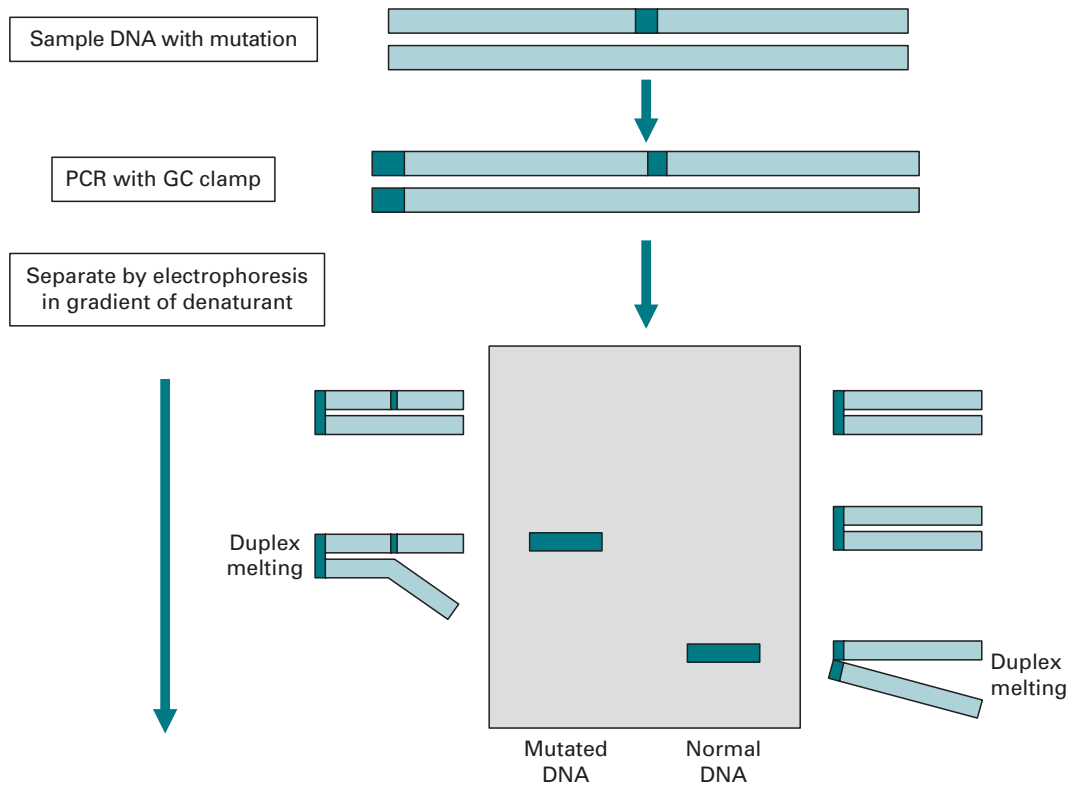 Sample DNA with mutation
PCR with GC clamp
Separate by electrophoresis
in gradient of denaturant
Duplex
melting
Duplex
melting
Mutated
DNA
Normal
DNA